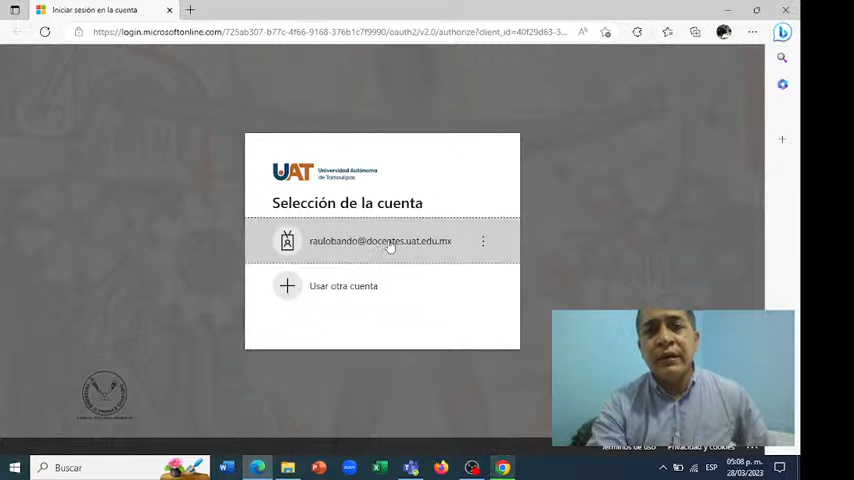 Iniciar sesión en la cuenta
https://login.microsoftonline.com/725ab307-b77c-4f66-9168-376b1c7f9990/oauth2/v2.0/authorize?client_id=40f29d63-3...
UAT Universidad Autónoma
de Tamaulipas
Selección de la cuenta
raulobando@docentes.uat.edu.mx
Usar otra cuenta
Términos de uso Privacidad y cookies ...
Buscar
ESP
05:08 p. m.
28/03/2023